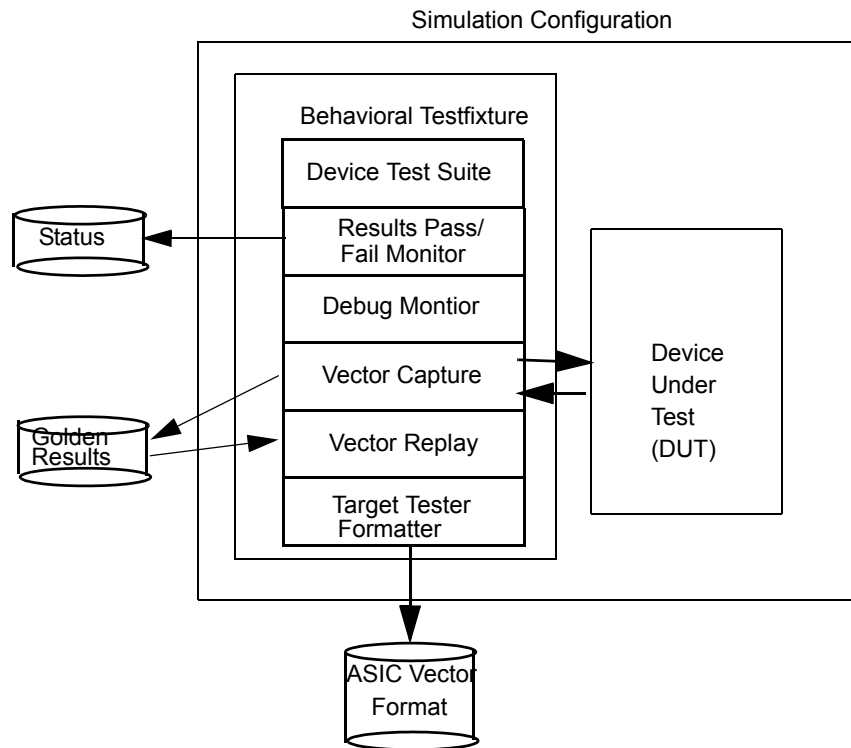 Simulation Configuration
Behavioral Testfixture
Device Test Suite
Status
Results Pass/
Fail Monitor
Debug Montior
Vector Capture
Device
Under
Test
(DUT)
Golden
Results
Vector Replay
Target Tester
Formatter
ASIC Vector
Format